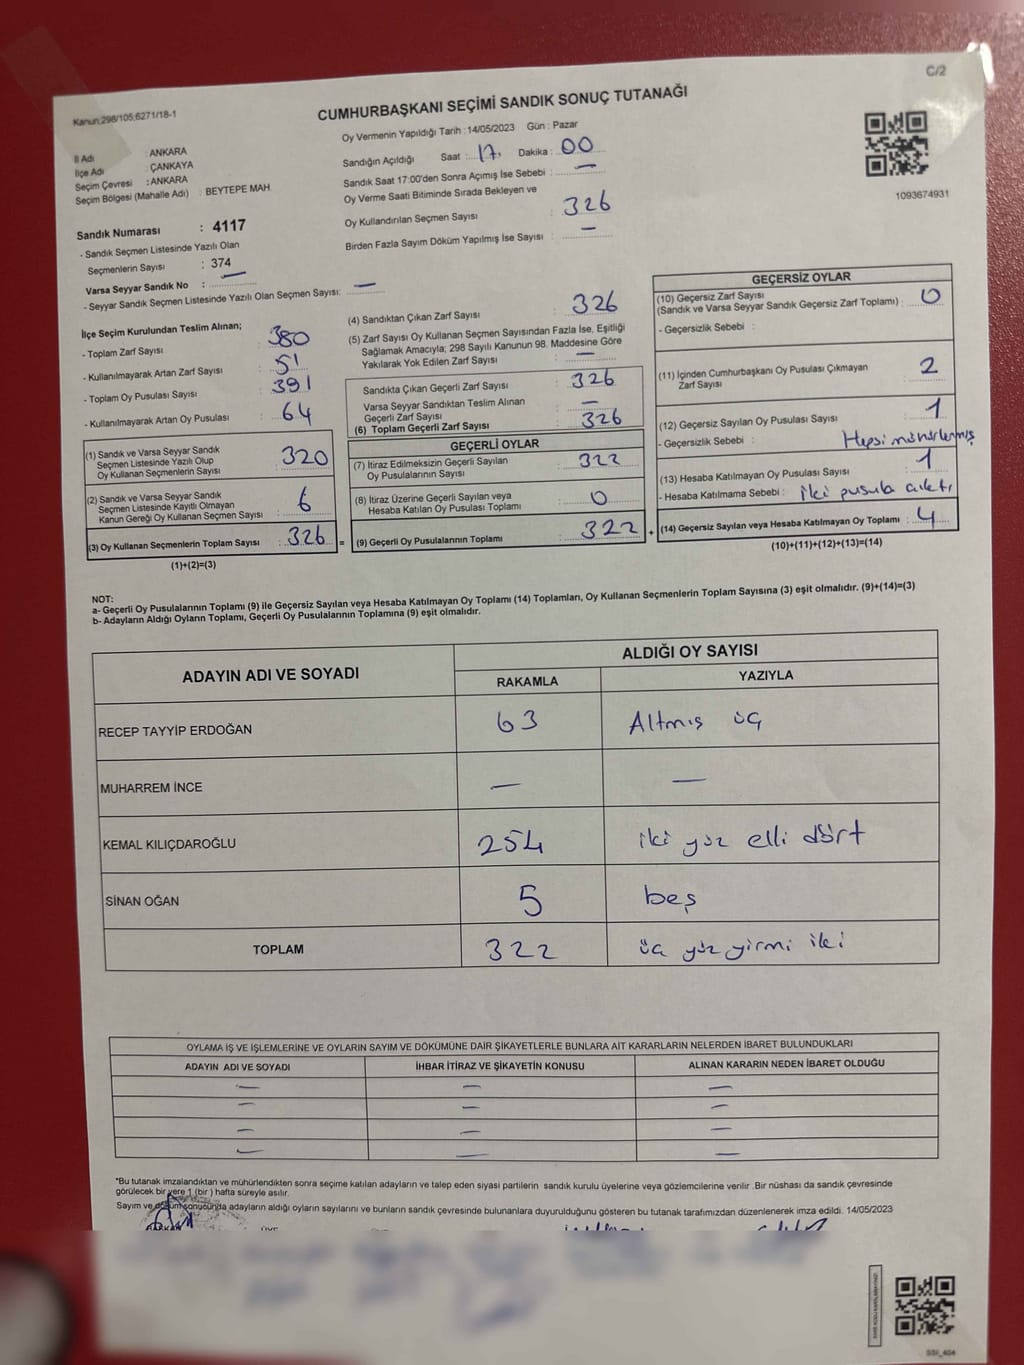 C/2
Kanun:298/105;6271/18-1
CUMHURBAŞKANI SEÇİMİ SANDIK SONUÇ TUTANAĞI
Oy Vermenin Yapıldığı Tarih : 14/05/2023 Gün : Pazar
İl Adı : ANKARA
İlçe Adı : ÇANKAYA
Seçim Çevresi : ANKARA
Seçim Bölgesi (Mahalle Adı) : BEYTEPE MAH.
Sandığın Açıldığı Saat : 17 Dakika : 00
Sandık Saat 17:00'den Sonra Açımış İse Sebebi : —
Oy Verme Saati Bitiminde Sırada Bekleyen ve
Oy Kullandırılan Seçmen Sayısı : 326
Birden Fazla Sayım Döküm Yapılmış İse Sayısı : —
1093674931
Sandık Numarası : 4117
- Sandık Seçmen Listesinde Yazılı Olan
Seçmenlerin Sayısı : 374
Varsa Seyyar Sandık No : —
- Seyyar Sandık Seçmen Listesinde Yazılı Olan Seçmen Sayısı: —
İlçe Seçim Kurulundan Teslim Alınan;
- Toplam Zarf Sayısı : 380
- Kullanılmayarak Artan Zarf Sayısı : 51
- Toplam Oy Pusulası Sayısı : 391
- Kullanılmayarak Artan Oy Pusulası : 64
(1) Sandık ve Varsa Seyyar Sandık
Seçmen Listesinde Yazılı Olup
Oy Kullanan Seçmenlerin Sayısı : 320
(2) Sandık ve Varsa Seyyar Sandık
Seçmen Listesinde Kayıtlı Olmayan
Kanun Gereği Oy Kullanan Seçmen Sayısı : 6
(3) Oy Kullanan Seçmenlerin Toplam Sayısı : 326 =
(1)+(2)=(3)
(4) Sandıktan Çıkan Zarf Sayısı : 326
(5) Zarf Sayısı Oy Kullanan Seçmen Sayısından Fazla İse, Eşitliği
Sağlamak Amacıyla; 298 Sayılı Kanunun 98. Maddesine Göre
Yakılarak Yok Edilen Zarf Sayısı : —
Sandıkta Çıkan Geçerli Zarf Sayısı : 326
Varsa Seyyar Sandıktan Teslim Alınan
Geçerli Zarf Sayısı : —
(6) Toplam Geçerli Zarf Sayısı : 326
GEÇERLİ OYLAR
(7) İtiraz Edilmeksizin Geçerli Sayılan
Oy Pusulalarının Sayısı : 322
(8) İtiraz Üzerine Geçerli Sayılan veya
Hesaba Katılan Oy Pusulası Toplamı : 0
(9) Geçerli Oy Pusulalarının Toplamı : 322 +
GEÇERSİZ OYLAR
(10) Geçersiz Zarf Sayısı
(Sandık ve Varsa Seyyar Sandık Geçersiz Zarf Toplamı) : 0
- Geçersizlik Sebebi :
(11) İçinden Cumhurbaşkanı Oy Pusulası Çıkmayan
Zarf Sayısı : 2
(12) Geçersiz Sayılan Oy Pusulası Sayısı : 1
- Geçersizlik Sebebi : Hepsi mühürlenmiş
(13) Hesaba Katılmayan Oy Pusulası Sayısı : 1
- Hesaba Katılmama Sebebi : İki pusula çıktı
(14) Geçersiz Sayılan veya Hesaba Katılmayan Oy Toplamı : 4
(10)+(11)+(12)+(13)=(14)
NOT:
a- Geçerli Oy Pusulalarının Toplamı (9) ile Geçersiz Sayılan veya Hesaba Katılmayan Oy Toplamı (14) Toplamları, Oy Kullanan Seçmenlerin Toplam Sayısına (3) eşit olmalıdır. (9)+(14)=(3)
b- Adayların Aldığı Oyların Toplamı, Geçerli Oy Pusulalarının Toplamına (9) eşit olmalıdır.
ADAYIN ADI VE SOYADI ALDIĞI OY SAYISI
RAKAMLA YAZIYLA
RECEP TAYYİP ERDOĞAN 63 Altmış üç
MUHARREM İNCE — —
KEMAL KILIÇDAROĞLU 254 iki yüz elli dört
SİNAN OĞAN 5 beş
TOPLAM 322 üç yüz yirmi iki
OYLAMA İŞ VE İŞLEMLERİNE VE OYLARIN SAYIM VE DÖKÜMÜNE DAİR ŞİKAYETLERLE BUNLARA AİT KARARLARIN NELERDEN İBARET BULUNDUKLARI
ADAYIN ADI VE SOYADI İHBAR İTİRAZ VE ŞİKAYETİN KONUSU ALINAN KARARIN NEDEN İBARET OLDUĞU
— — —
— — —
— — —
— — —
*Bu tutanak imzalandıktan ve mühürlendikten sonra seçime katılan adayların ve talep eden siyasi partilerin sandık kurulu üyelerine veya gözlemcilerine verilir .Bir nüshası da sandık çevresinde
görülecek bir yere 1 (bir ) hafta süreyle asılır.
Sayım ve döküm sonucunda adayların aldığı oyların sayılarını ve bunların sandık çevresinde bulunanlara duyurulduğunu gösteren bu tutanak tarafımızdan düzenlenerek imza edildi. 14/05/2023